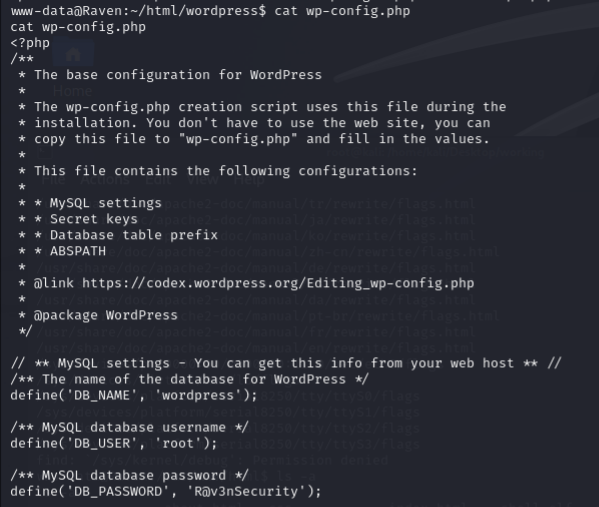 www-data@Raven:~/html/wordpress$ cat wp-config.php
cat wp-config.php
<?php
/**
 * The base configuration for WordPress
 *
 * The wp-config.php creation script uses this file during the
 * installation. You don't have to use the web site, you can
 * copy this file to "wp-config.php" and fill in the values.
 *
 * This file contains the following configurations:
 *
 * * MySQL settings
 * * Secret keys
 * * Database table prefix
 * * ABSPATH
 *
 * @link https://codex.wordpress.org/Editing_wp-config.php
 *
 * @package WordPress
 */

// ** MySQL settings - You can get this info from your web host ** //
/** The name of the database for WordPress */
define('DB_NAME', 'wordpress');

/** MySQL database username */
define('DB_USER', 'root');

/** MySQL database password */
define('DB_PASSWORD', 'R@v3nSecurity');